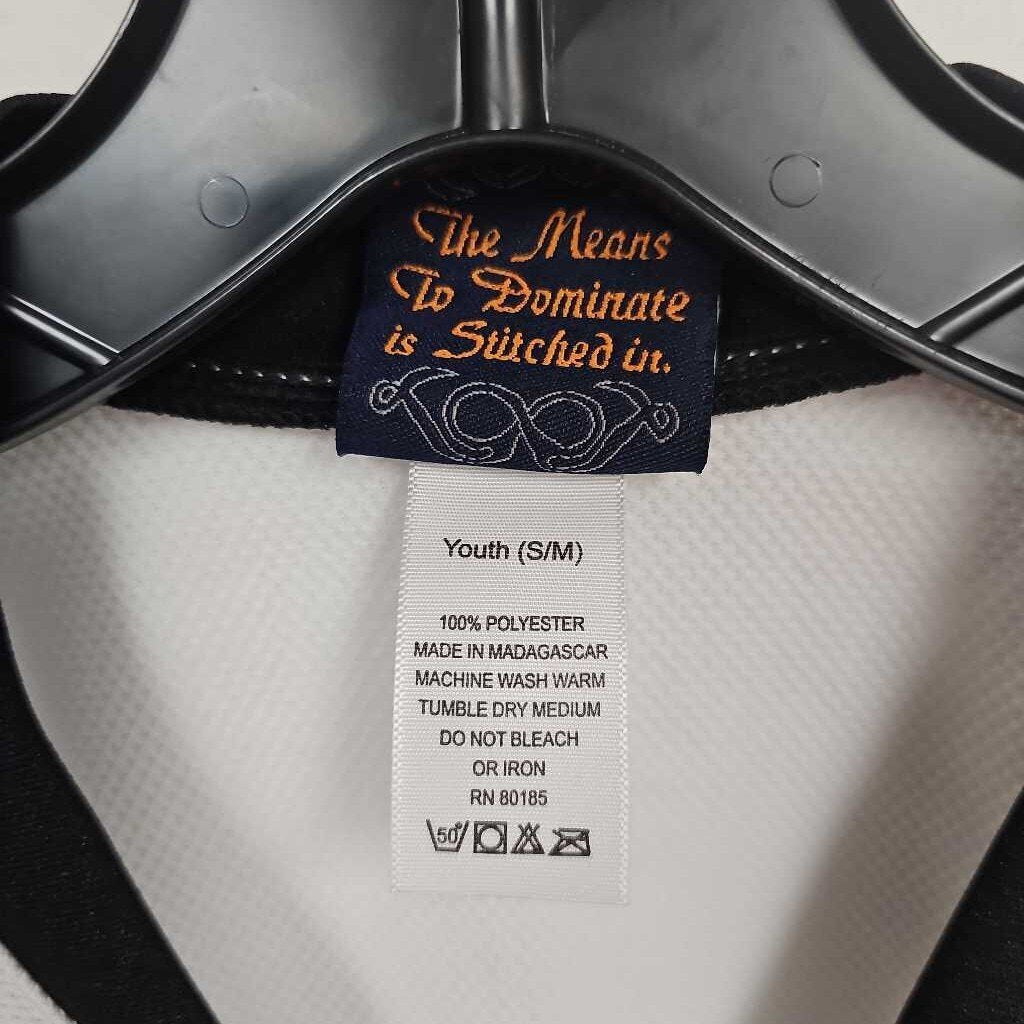 The Means
To Dominate
is Stitched in.
Youth (S/M)
100% POLYESTER
MADE IN MADAGASCAR
MACHINE WASH WARM
TUMBLE DRY MEDIUM
DO NOT BLEACH
OR IRON
RN 80185
50°